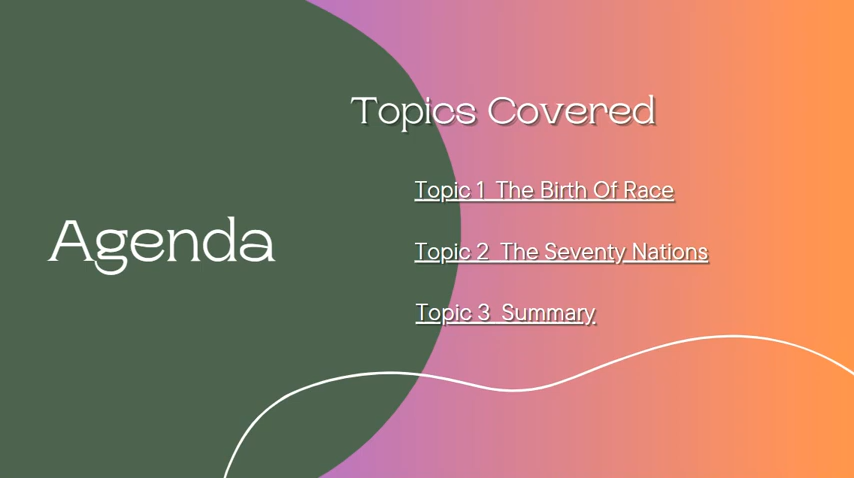 Agenda
Topics Covered
Topic 1  The Birth Of Race
Topic 2  The Seventy Nations
Topic 3  Summary